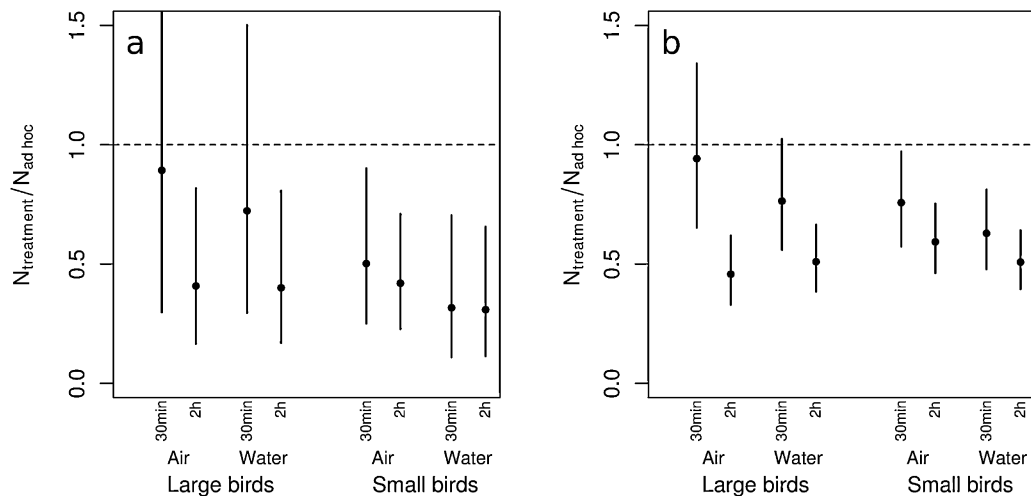 a
N_treatment/N_ad hoc
1.5
1.0
0.5
0.0
30min 2h 30min 2h 30min 2h 30min 2h
Air Water Air Water
Large birds Small birds
b
N_treatment/N_ad hoc
1.5
1.0
0.5
0.0
30min 2h 30min 2h 30min 2h 30min 2h
Air Water Air Water
Large birds Small birds